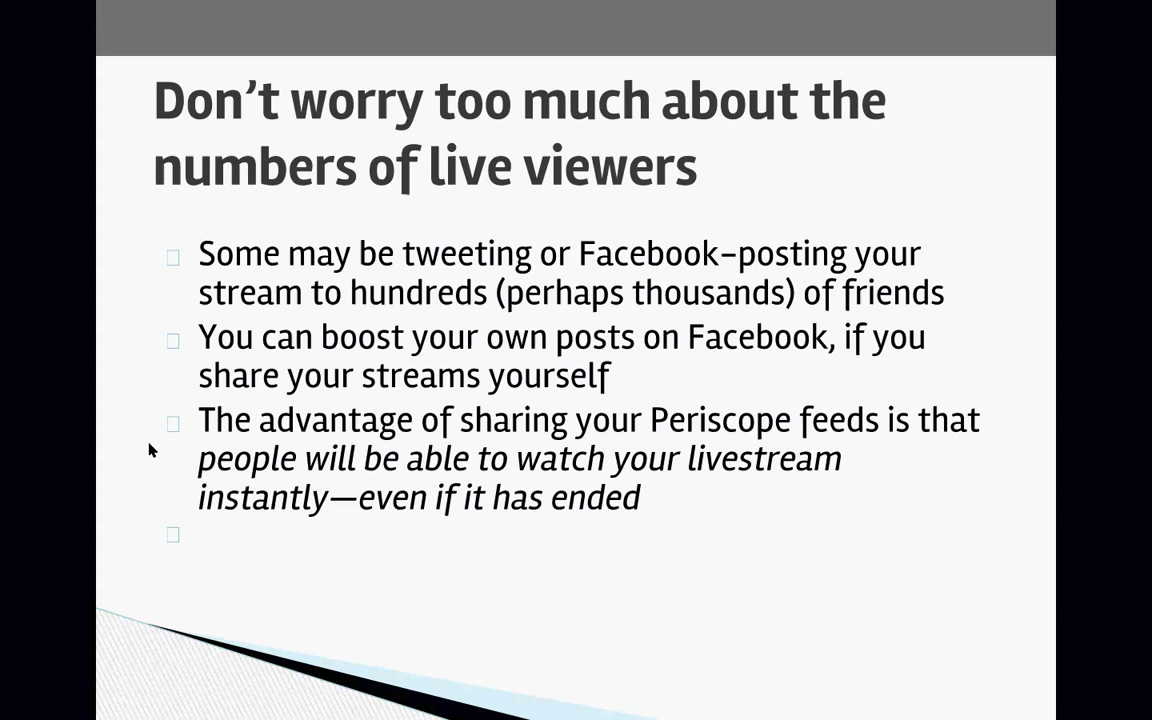 Don’t worry too much about the
numbers of live viewers
Some may be tweeting or Facebook-posting your
stream to hundreds (perhaps thousands) of friends
You can boost your own posts on Facebook, if you
share your streams yourself
The advantage of sharing your Periscope feeds is that
people will be able to watch your livestream
instantly—even if it has ended